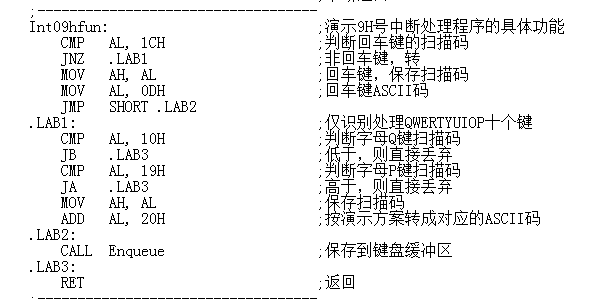 ;----------------------------------
Int09hfun: ;演示9H号中断处理程序的具体功能
CMP AL, 1CH ;判断回车键的扫描码
JNZ .LAB1 ;非回车键,转
MOV AH, AL ;回车键,保存扫描码
MOV AL, 0DH ;回车键ASCII码
JMP SHORT .LAB2
.LAB1: ;仅识别处理QWERTYUIOP十个键
CMP AL, 10H ;判断字母Q键扫描码
JB .LAB3 ;低于,则直接丢弃
CMP AL, 19H ;判断字母P键扫描码
JA .LAB3 ;高于,则直接丢弃
MOV AH, AL ;保存扫描码
ADD AL, 20H ;按演示方案转成对应的ASCII码
.LAB2:
CALL Enqueue ;保存到键盘缓冲区
.LAB3:
RET ;返回
;----------------------------------